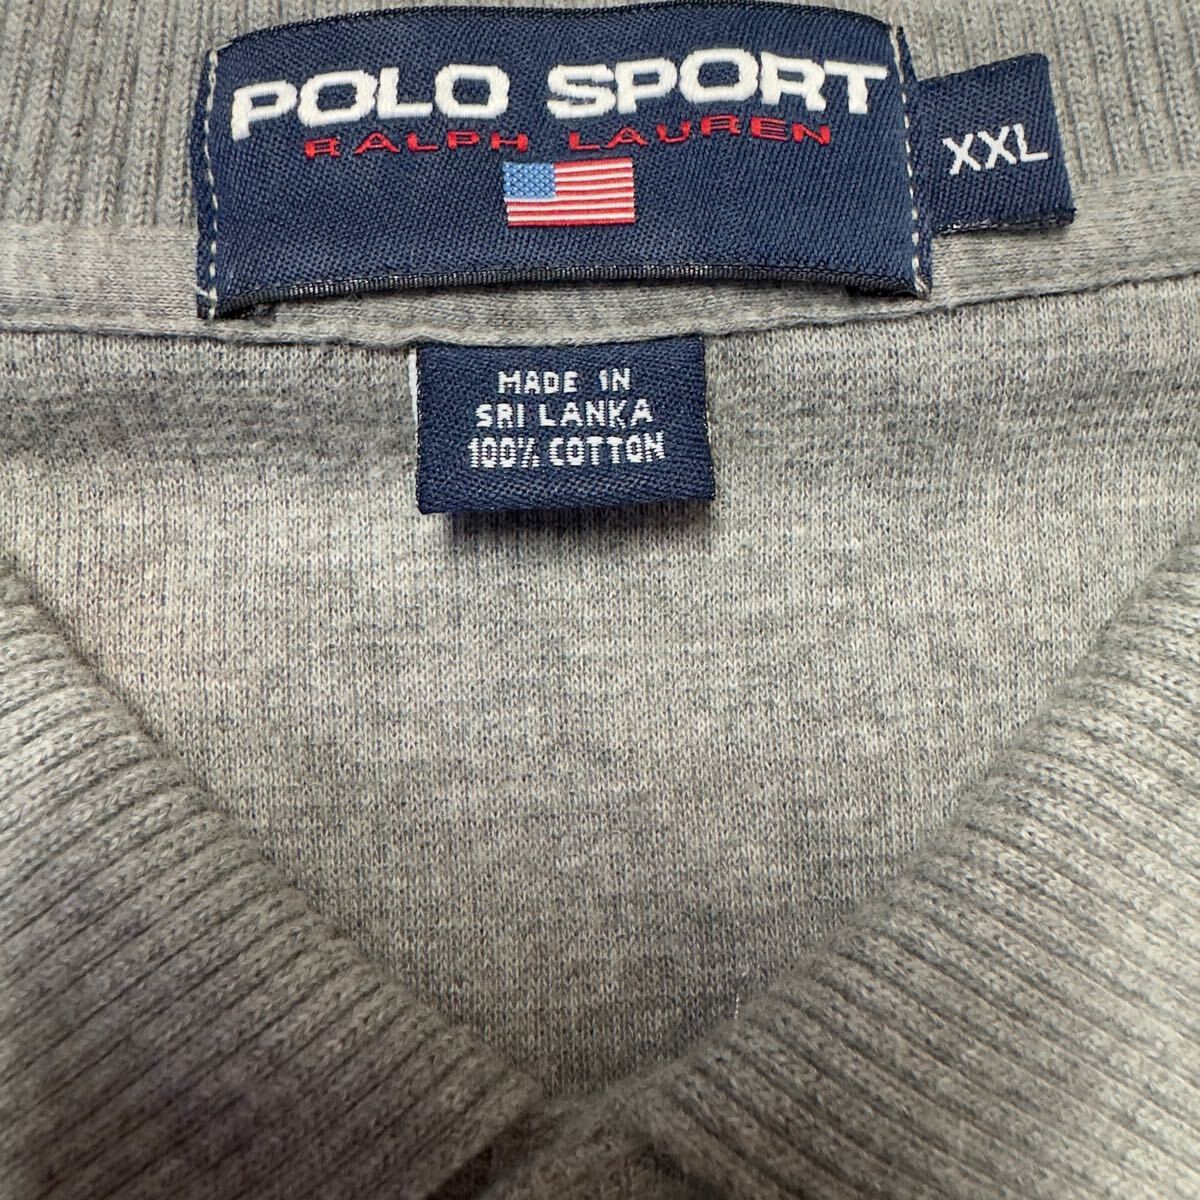 POLO SPORT
RALPH LAUREN
XXL
MADE IN
SRI LANKA
100% COTTON